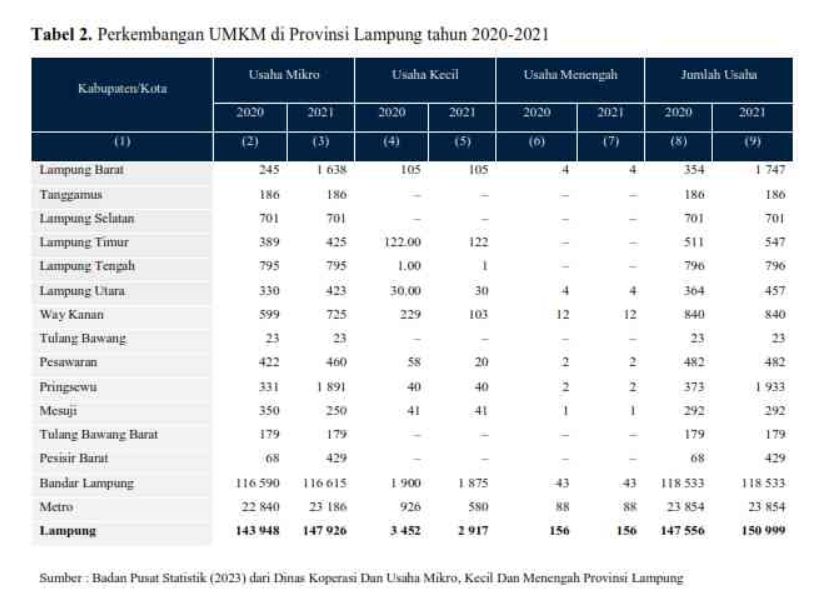 Tabel 2. Perkembangan UMKM di Provinsi Lampung tahun 2020-2021
Kabupaten/Kota Usaha Mikro Usaha Kecil Usaha Menengah Jumlah Usaha
2020 2021 2020 2021 2020 2021 2020 2021
(1) (2) (3) (4) (5) (6) (7) (8) (9)
Lampung Barat 245 1 638 105 105 4 4 354 1 747
Tanggamus 186 186 – – – – 186 186
Lampung Selatan 701 701 – – – – 701 701
Lampung Timur 389 425 122.00 122 – – 511 547
Lampung Tengah 795 795 1.00 1 – – 796 796
Lampung Utara 330 423 30.00 30 4 4 364 457
Way Kanan 599 725 229 103 12 12 840 840
Tulang Bawang 23 23 – – – – 23 23
Pesawaran 422 460 58 20 2 2 482 482
Pringsewu 331 1 891 40 40 2 2 373 1 933
Mesuji 350 250 41 41 1 1 292 292
Tulang Bawang Barat 179 179 – – – – 179 179
Pesisir Barat 68 429 – – – – 68 429
Bandar Lampung 116 590 116 615 1 900 1 875 43 43 118 533 118 533
Metro 22 840 23 186 926 580 88 88 23 854 23 854
Lampung 143 948 147 926 3 452 2 917 156 156 147 556 150 999
Sumber : Badan Pusat Statistik (2023) dari Dinas Koperasi Dan Usaha Mikro, Kecil Dan Menengah Provinsi Lampung